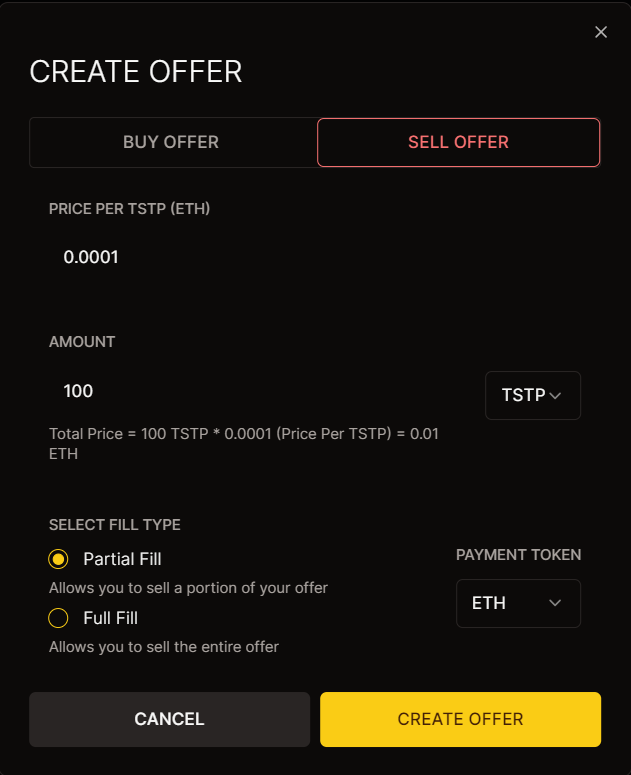 CREATE OFFER
BUY OFFER
SELL OFFER
PRICE PER TSTP (ETH)
0.0001
AMOUNT
100
TSTP
Total Price = 100 TSTP * 0.0001 (Price Per TSTP) = 0.01
ETH
SELECT FILL TYPE
Partial Fill
Allows you to sell a portion of your offer
Full Fill
Allows you to sell the entire offer
PAYMENT TOKEN
ETH
CANCEL
CREATE OFFER